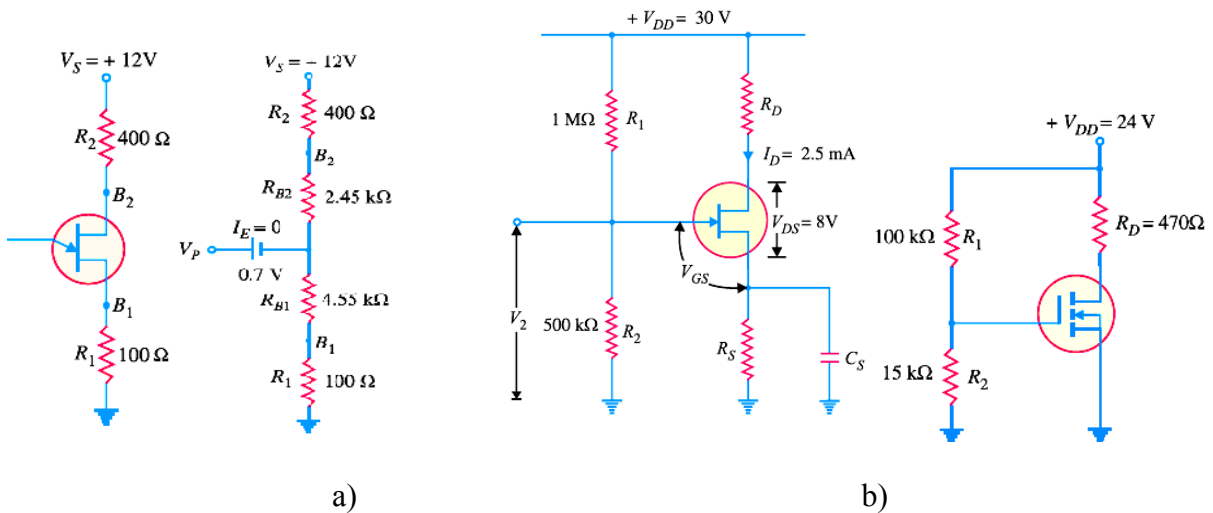 V_S = + 12V
R_2 400 Ω
B_2
B_1
R_1 100 Ω
V_S = – 12V
R_2 400 Ω
B_2
R_B2 2.45 kΩ
I_E = 0
V_P
0.7 V
R_B1 4.55 kΩ
B_1
R_1 100 Ω
a)
+ V_DD = 30 V
1 MΩ R_1
R_D
I_D = 2.5 mA
V_DS = 8V
V_GS
V_2
500 kΩ R_2
R_S
C_S
+ V_DD = 24 V
R_D = 470Ω
100 kΩ R_1
15 kΩ R_2
b)